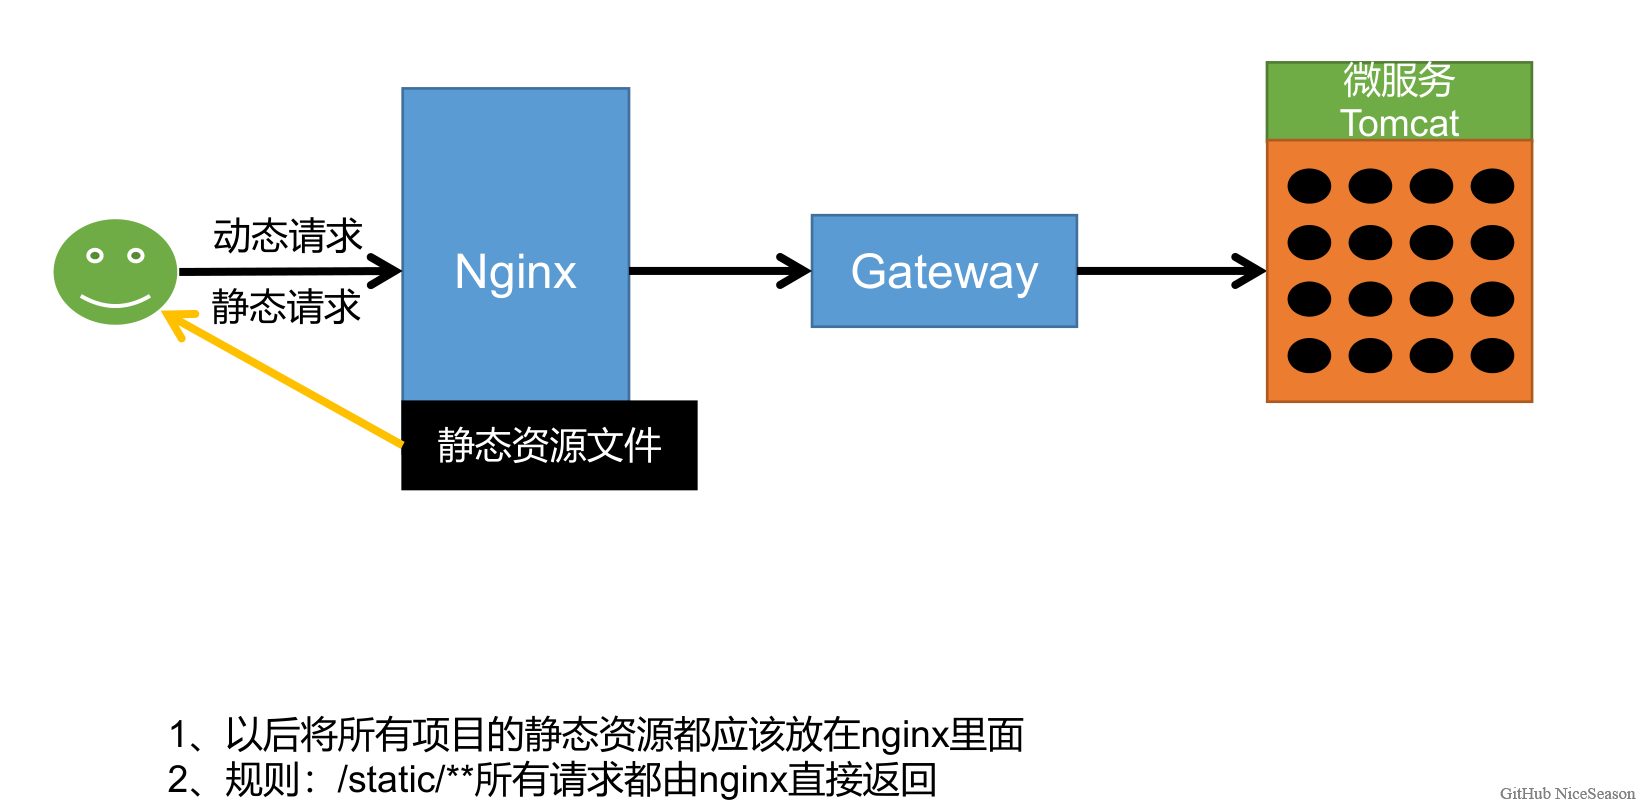 微服务
Tomcat
动态请求
静态请求
Nginx
Gateway
静态资源文件
1、以后将所有项目的静态资源都应该放在nginx里面
2、规则：/static/**所有请求都由nginx直接返回
GitHub NiceSeason